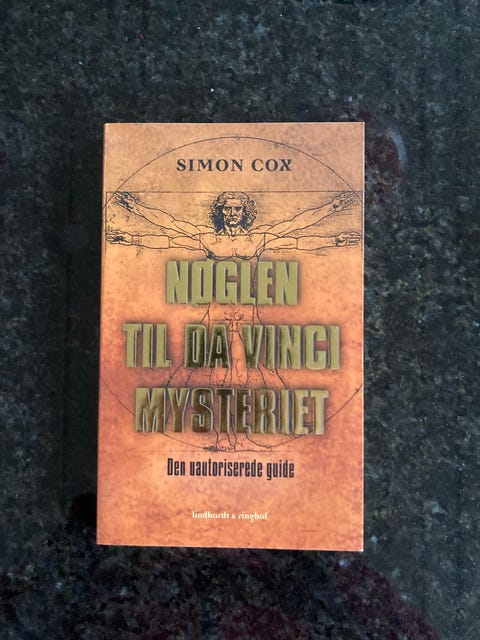 SIMON COX
NØGLEN
TIL DA VINCI
MYSTERIET
Den uautoriserede guide
lindhardt & ringhof